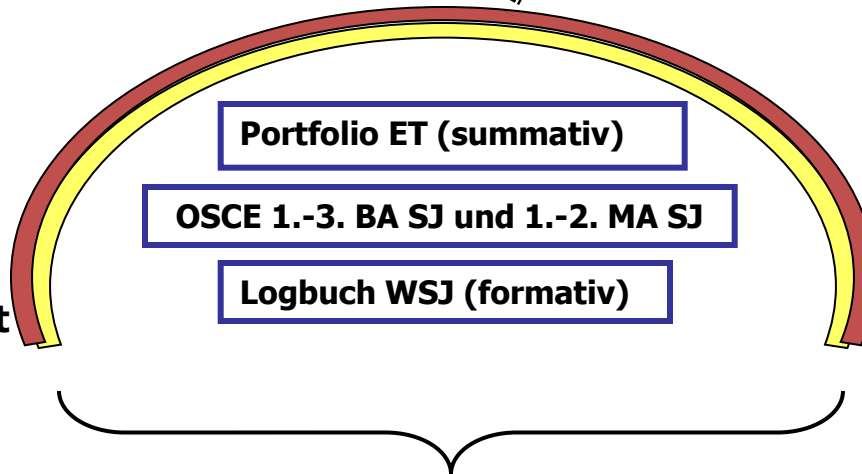 Portfolio ET (summativ)
OSCE 1.-3. BA SJ und 1.-2. MA SJ
Logbuch WSJ (formativ)
t